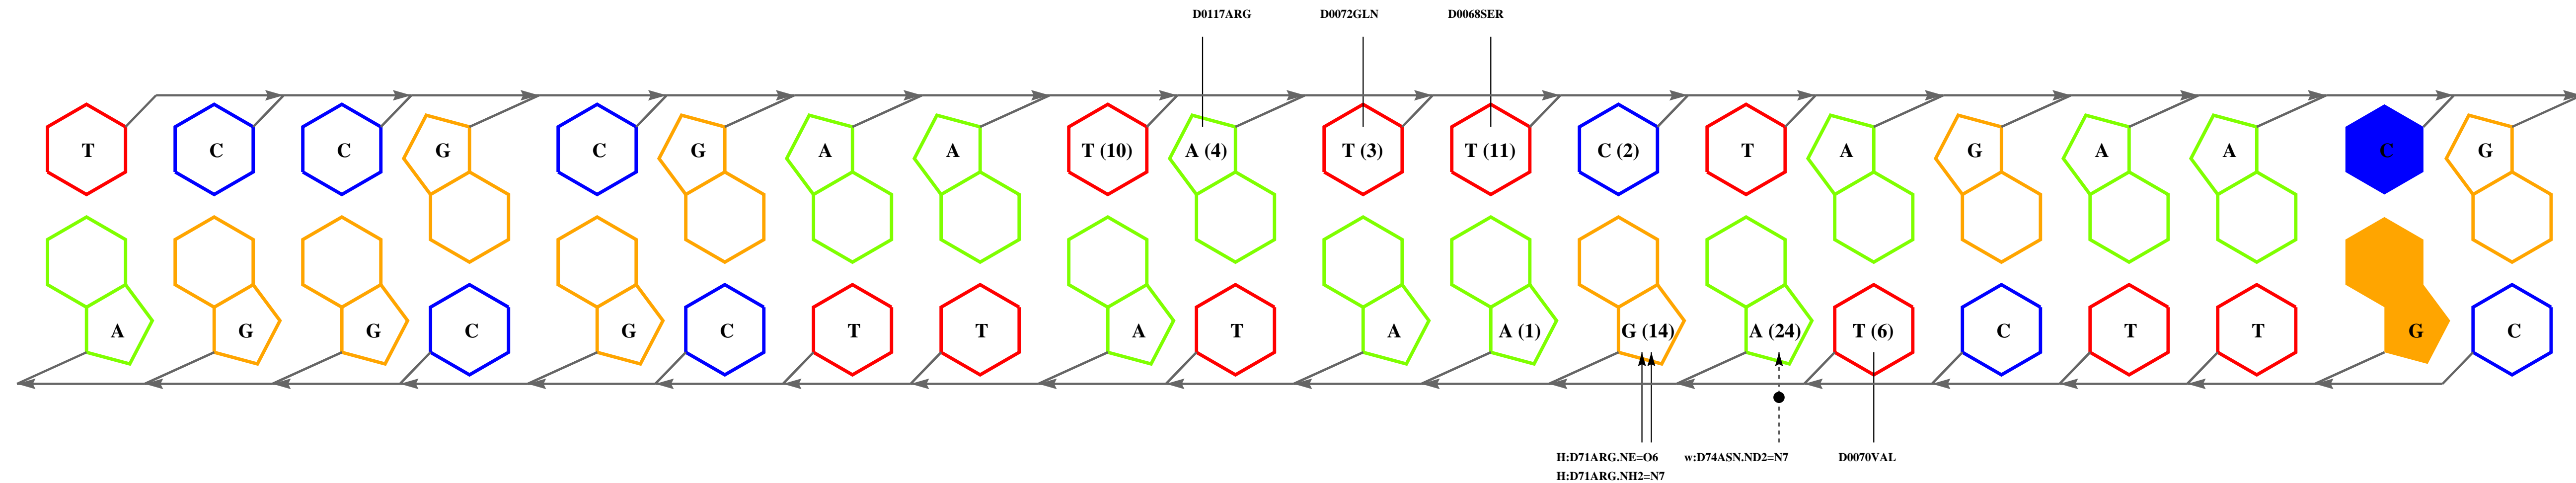 D0117ARG D0072GLN D0068SER
T C C G C G A A T (10) A (4) T (3) T (11) C (2) T A G A A C G
A G G C G C T T A T A A (1) G (14) A (24) T (6) C T T G C
H:D71ARG.NE=O6 w:D74ASN.ND2=N7 D0070VAL
H:D71ARG.NH2=N7